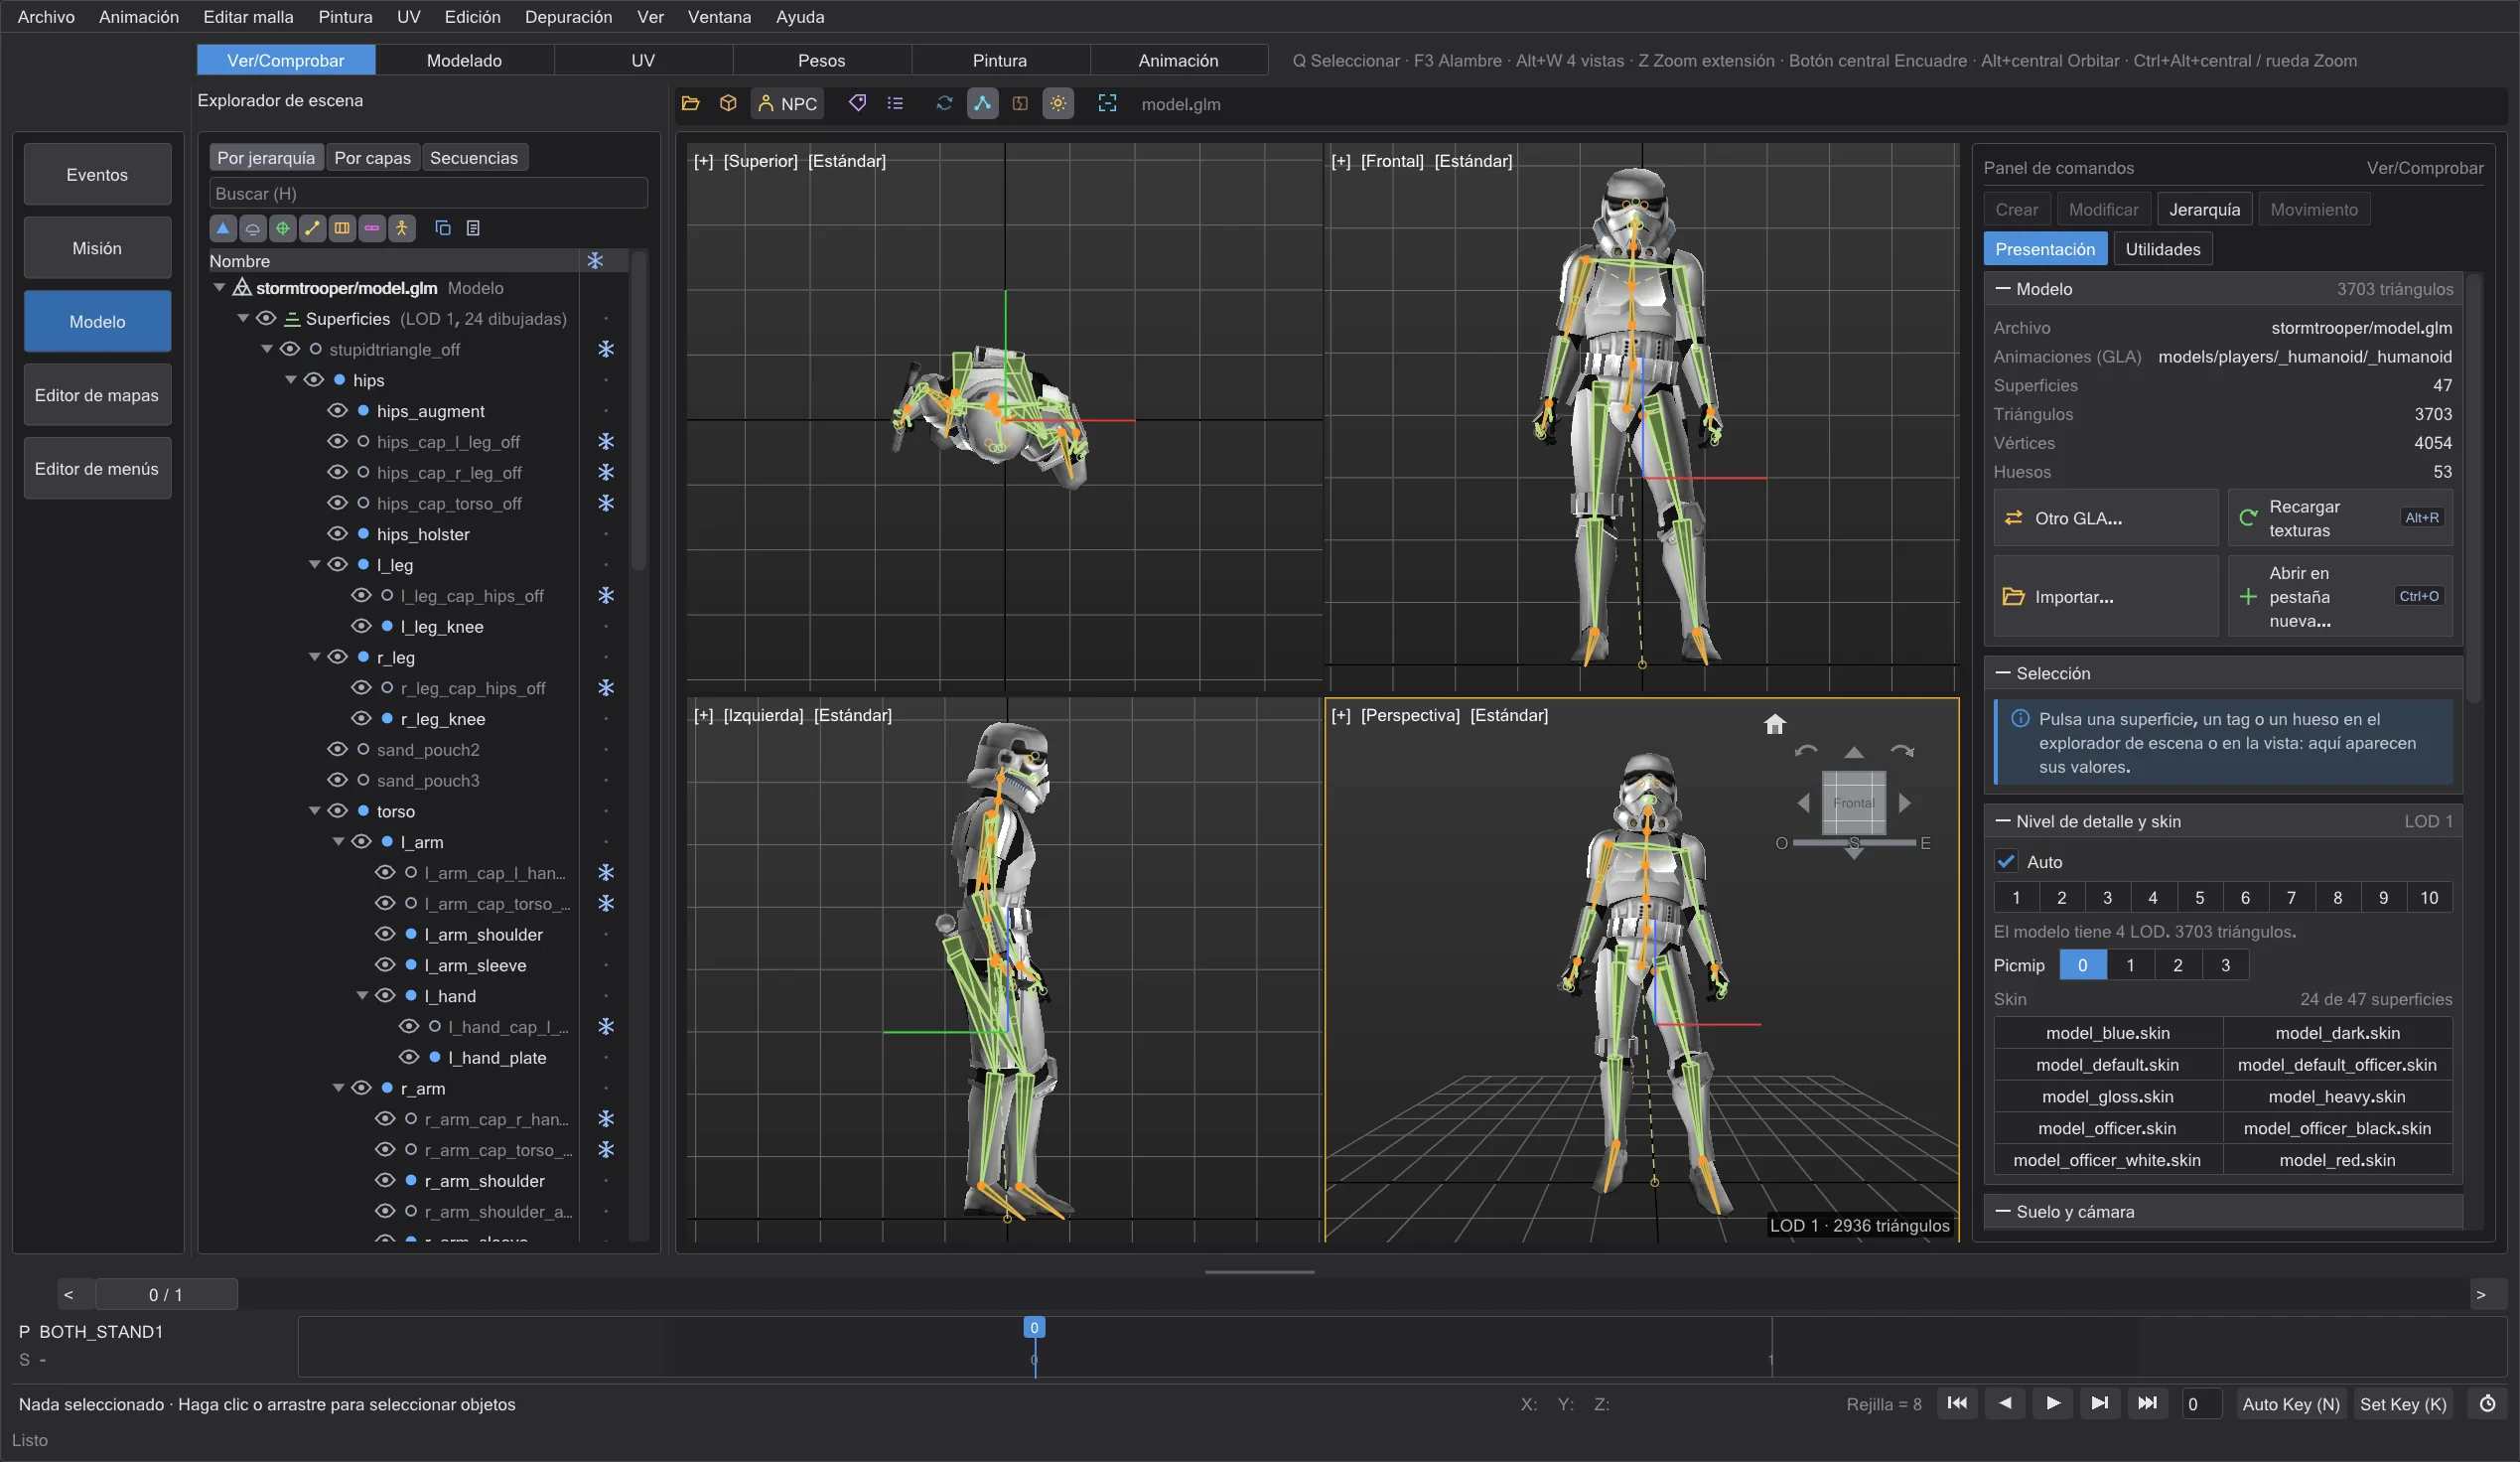 Archivo Animación Editar malla Pintura UV Edición Depuración Ver Ventana Ayuda
Ver/Comprobar Modelado UV Pesos Pintura Animación Q Seleccionar · F3 Alambre · Alt+W 4 vistas · Z Zoom extensión · Botón central Encuadre · Alt+central Orbitar · Ctrl+Alt+central / rueda Zoom
Explorador de escena
NPC model.glm
Eventos
Misión
Modelo
Editor de mapas
Editor de menús
Por jerarquía Por capas Secuencias
Buscar (H)
Nombre
stormtrooper/model.glm Modelo
Superficies (LOD 1, 24 dibujadas)
stupidtriangle_off
hips
hips_augment
hips_cap_l_leg_off
hips_cap_r_leg_off
hips_cap_torso_off
hips_holster
l_leg
l_leg_cap_hips_off
l_leg_knee
r_leg
r_leg_cap_hips_off
r_leg_knee
sand_pouch2
sand_pouch3
torso
l_arm
l_arm_cap_l_han...
l_arm_cap_torso_...
l_arm_shoulder
l_arm_sleeve
l_hand
l_hand_cap_l_...
l_hand_plate
r_arm
r_arm_cap_r_han...
r_arm_cap_torso_...
r_arm_shoulder
r_arm_shoulder_a...
[+] [Superior] [Estándar]
[+] [Frontal] [Estándar]
[+] [Izquierda] [Estándar]
[+] [Perspectiva] [Estándar]
Frontal
O S E
LOD 1 · 2936 triángulos
Panel de comandos Ver/Comprobar
Crear Modificar Jerarquía Movimiento
Presentación Utilidades
Modelo 3703 triángulos
Archivo stormtrooper/model.glm
Animaciones (GLA) models/players/_humanoid/_humanoid
Superficies 47
Triángulos 3703
Vértices 4054
Huesos 53
Otro GLA...
Recargar
texturas
Alt+R
Importar...
Abrir en
pestaña
nueva...
Ctrl+O
Selección
Pulsa una superficie, un tag o un hueso en el
explorador de escena o en la vista: aquí aparecen
sus valores.
Nivel de detalle y skin LOD 1
Auto
1 2 3 4 5 6 7 8 9 10
El modelo tiene 4 LOD. 3703 triángulos.
Picmip 0 1 2 3
Skin 24 de 47 superficies
model_blue.skin model_dark.skin
model_default.skin model_default_officer.skin
model_gloss.skin model_heavy.skin
model_officer.skin model_officer_black.skin
model_officer_white.skin model_red.skin
Suelo y cámara
< 0 / 1 >
P BOTH_STAND1
S -
0
0 1
Nada seleccionado · Haga clic o arrastre para seleccionar objetos X: Y: Z: Rejilla = 8 0 Auto Key (N) Set Key (K)
Listo